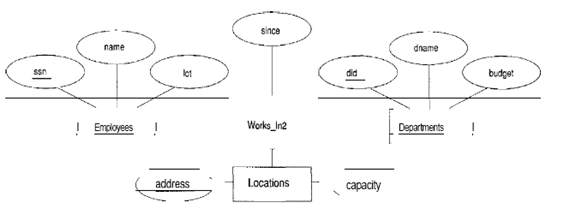 since
name
dname
ssn
lot
did
budget
Employees
Works_In2
Departments
address
Locations
capacity